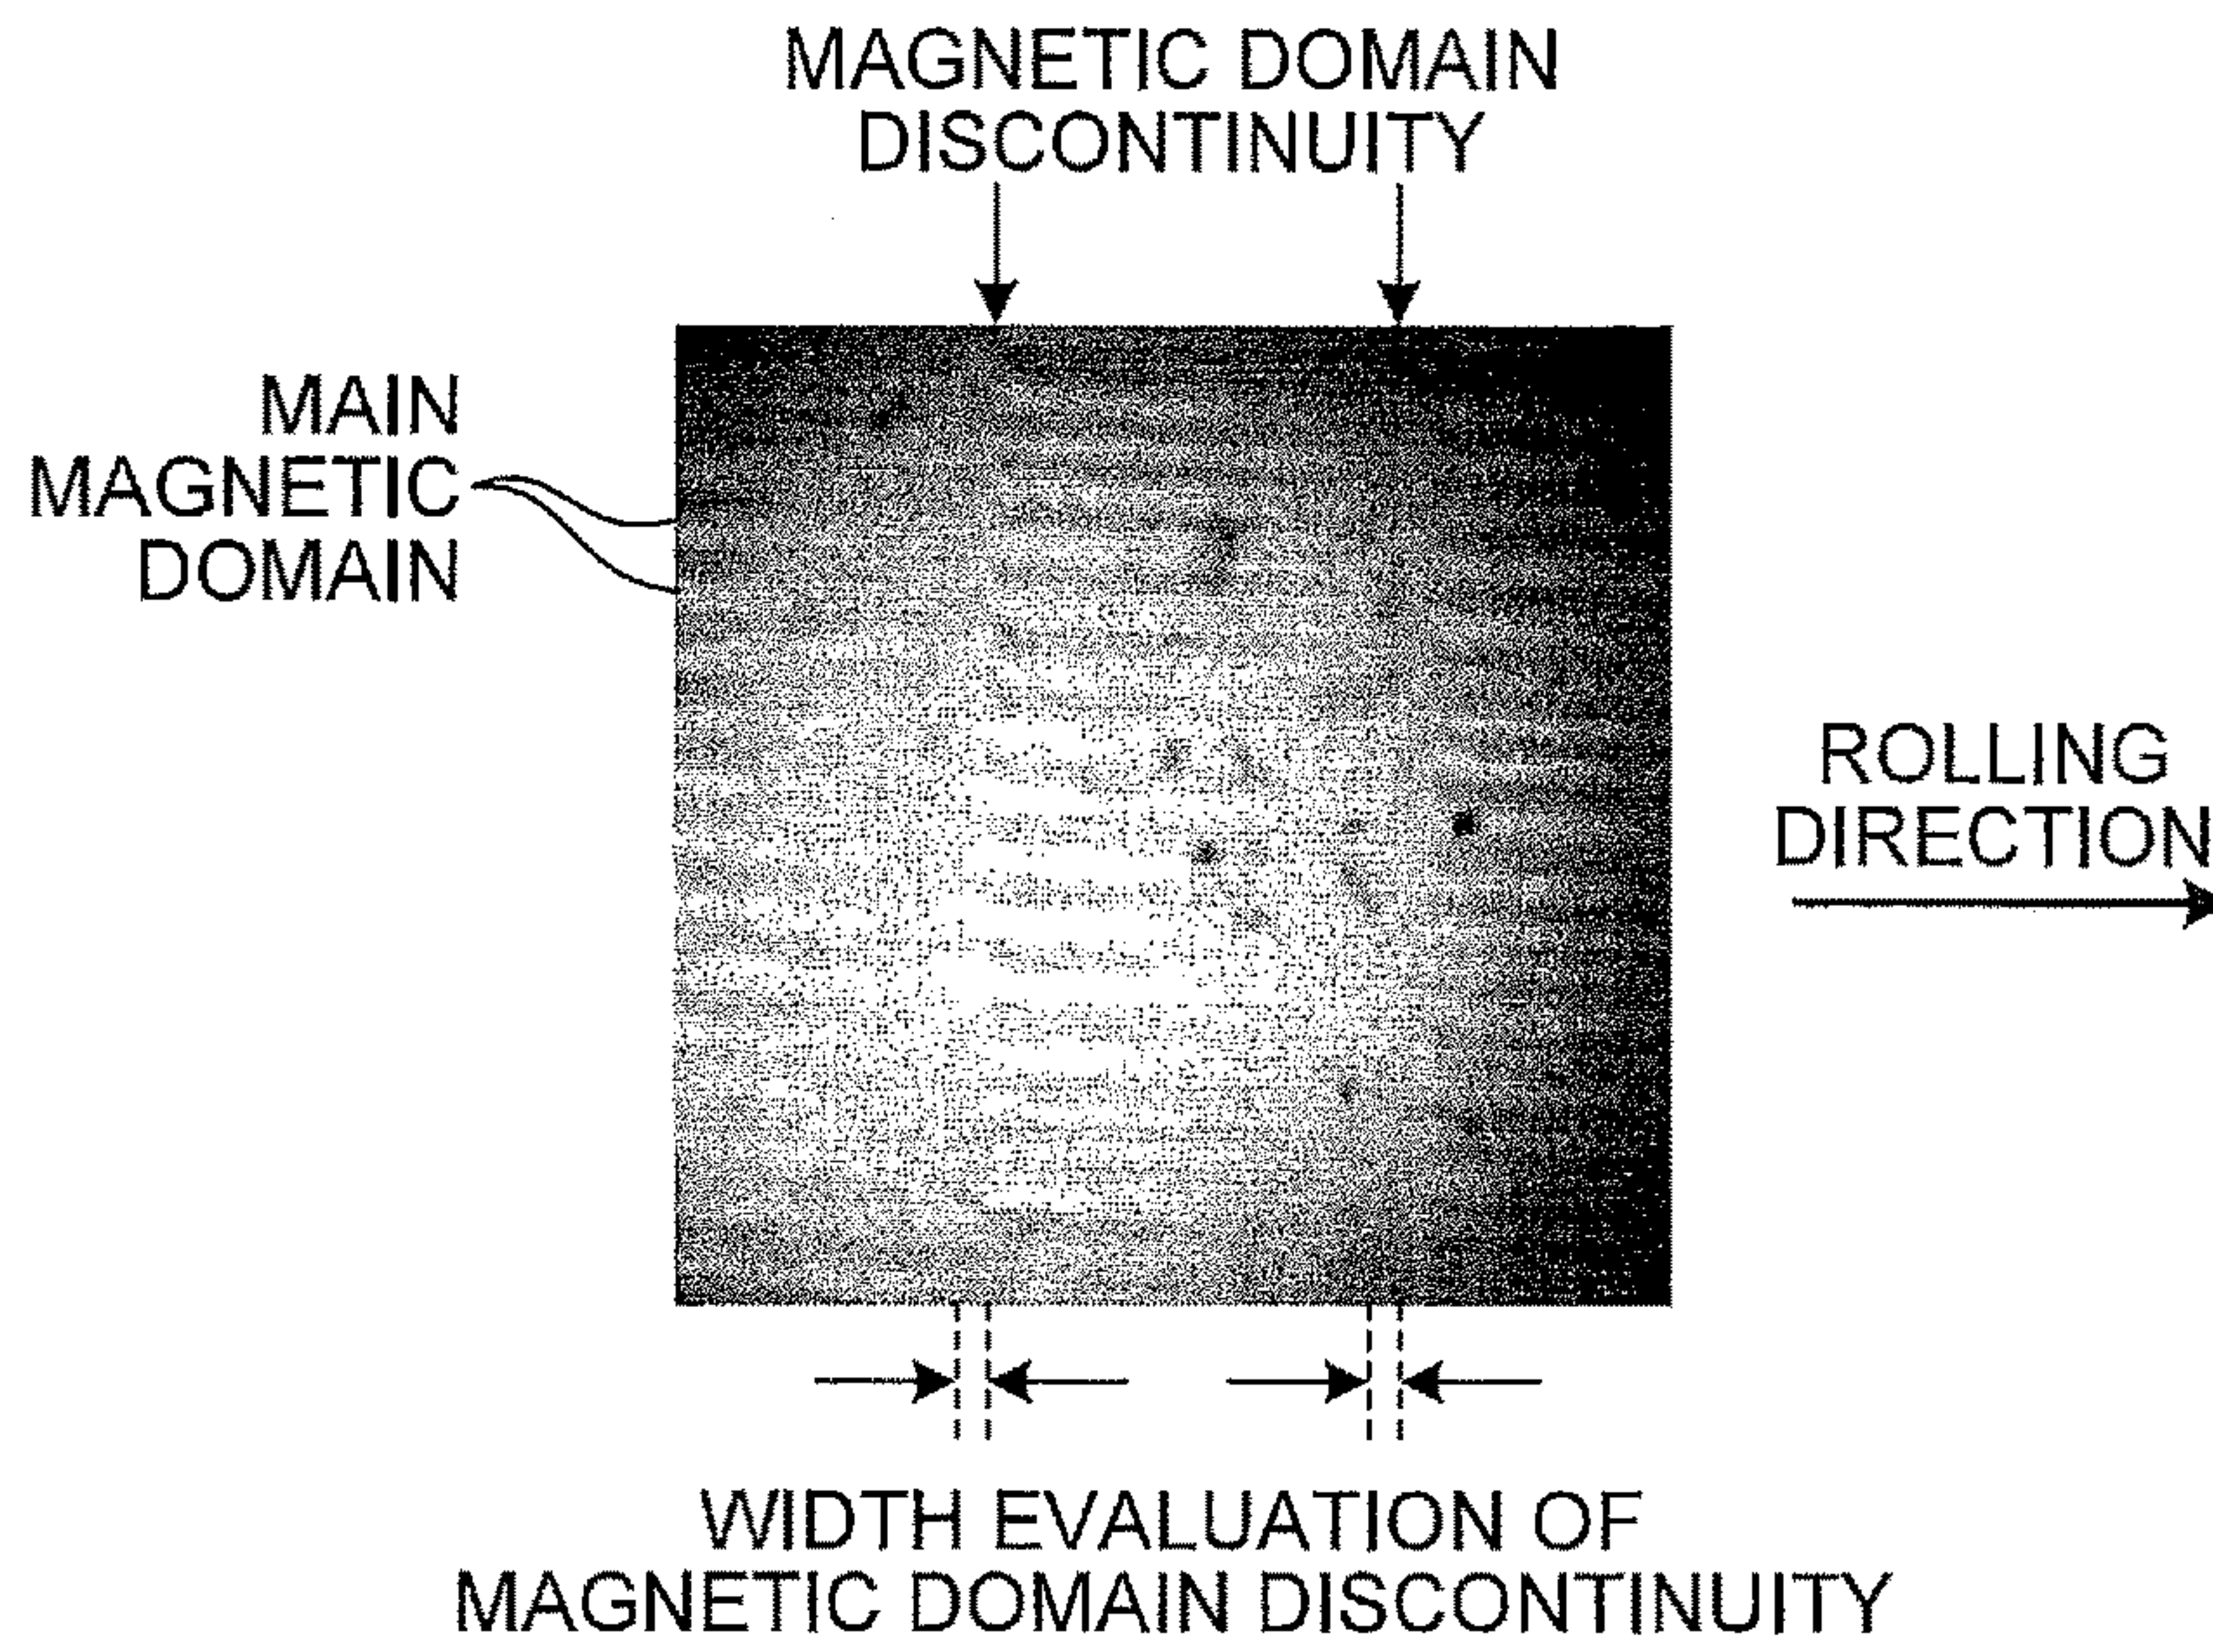 MAGNETIC DOMAIN
DISCONTINUITY
MAIN
MAGNETIC
DOMAIN
ROLLING
DIRECTION
WIDTH EVALUATION OF
MAGNETIC DOMAIN DISCONTINUITY